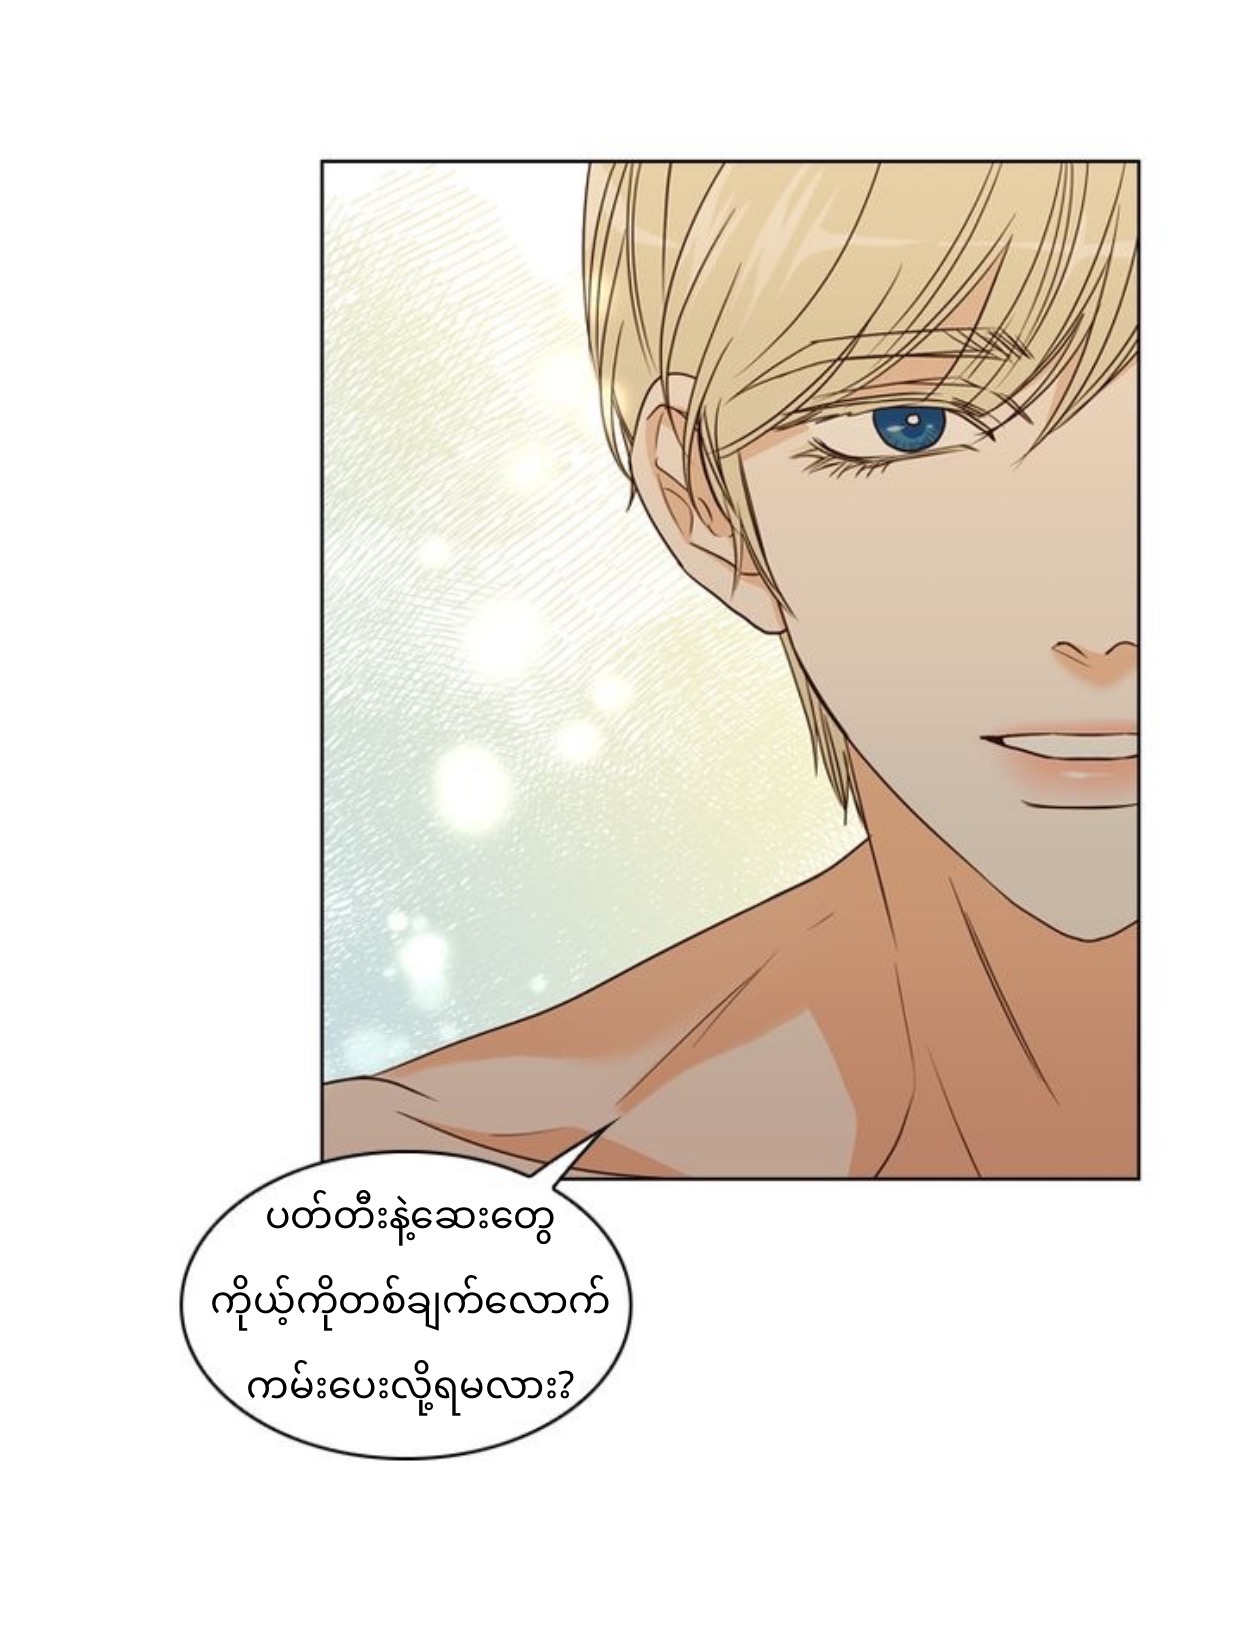 ပတ်တီးနဲ့ဆေးတွေ
ကိုယ့်ကိုတစ်ချက်လောက်
ကမ်းပေးလို့ရမလား?